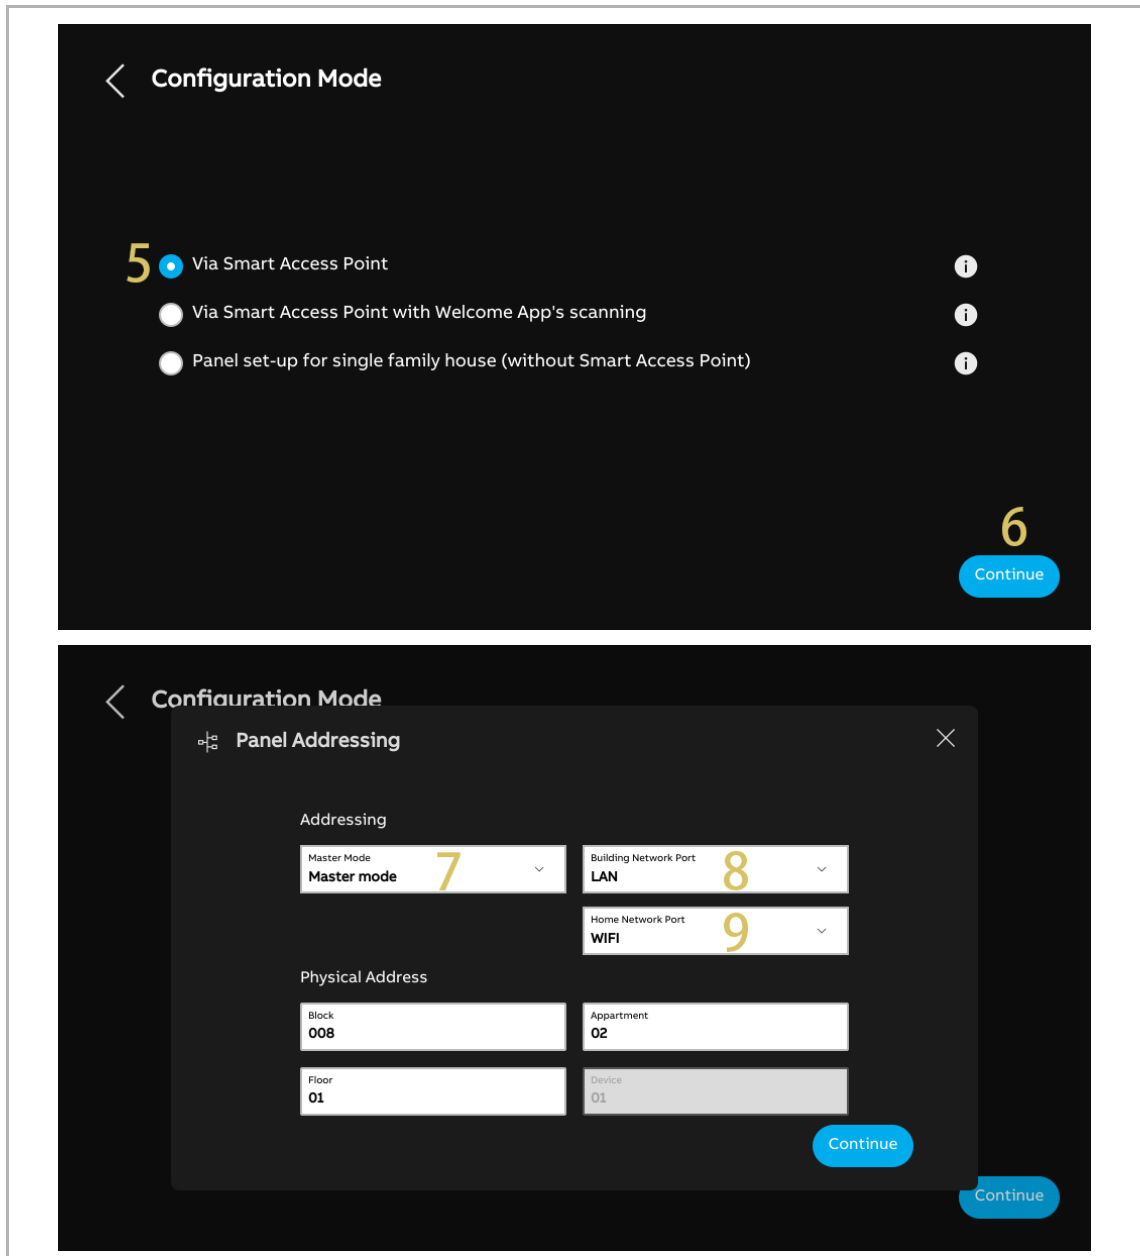 Configuration Mode
5 Via Smart Access Point i
Via Smart Access Point with Welcome App's scanning i
Panel set-up for single family house (without Smart Access Point) i
6
Continue
Configuration Mode
Panel Addressing
Addressing
Master Mode
Master mode 7
Building Network Port
LAN 8
Home Network Port
WIFI 9
Physical Address
Block
008
Appartment
02
Floor
01
Device
01
Continue
Continue